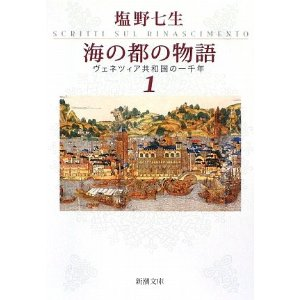 塩野七生
SCRITTI SUL RINASCIMENTO
海の都の物語
ヴェネツィア共和国の一千年
1
新潮文庫